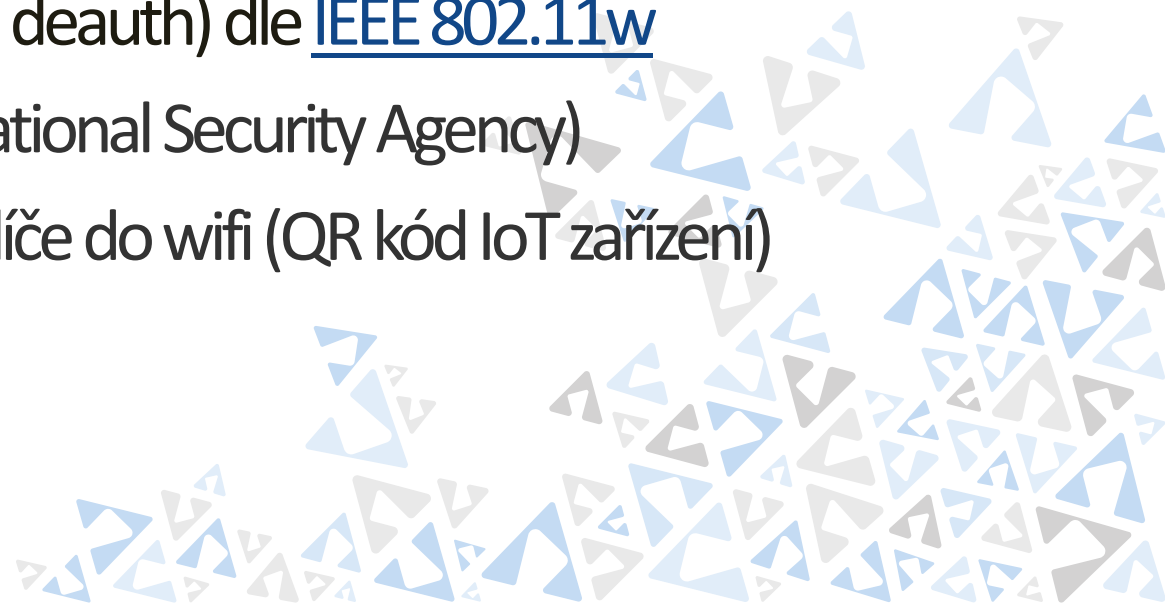 deauth) dle IEEE 802.11w
ational Security Agency)
líče do wifi (QR kód IoT zařízení)